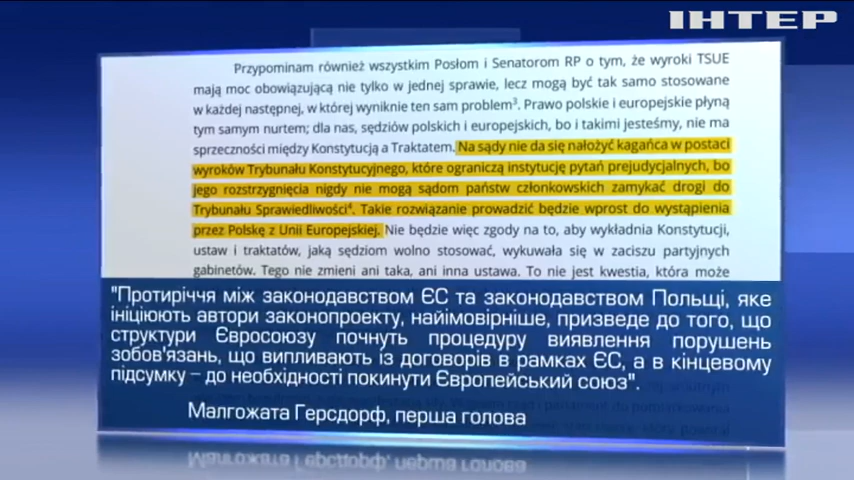 ІНТЕР
Przypominam również wszystkim Posłom i Senatorom RP o tym, że wyroki TSUE
mają moc obowiązującą nie tylko w jednej sprawie, lecz mogą być tak samo stosowane
w każdej następnej, w której wyniknie ten sam problem³. Prawo polskie i europejskie płyną
tym samym nurtem; dla nas, sędziów polskich i europejskich, bo i takimi jesteśmy, nie ma
sprzeczności między Konstytucją a Traktatem. Na sądy nie da się nałożyć kagańca w postaci
wyroków Trybunału Konstytucyjnego, które ograniczą instytucję pytań prejudycjalnych, bo
jego rozstrzygnięcia nigdy nie mogą sądom państw członkowskich zamykać drogi do
Trybunału Sprawiedliwości⁴. Takie rozwiązanie prowadzić będzie wprost do wystąpienia
przez Polskę z Unii Europejskiej. Nie będzie więc zgody na to, aby wykładnia Konstytucji,
ustaw i traktatów, jaką sędziom wolno stosować, wykuwała się w zaciszu partyjnych
gabinetów. Tego nie zmieni ani taka, ani inna ustawa. To nie jest kwestia, która może
"Протиріччя між законодавством ЄС та законодавством Польщі, яке
ініціюють автори законопроекту, найімовірніше, призведе до того, що
структури Євросоюзу почнуть процедуру виявлення порушень
зобов'язань, що випливають із договорів в рамках ЄС, а в кінцевому
підсумку – до необхідності покинути Європейський союз".
Малгожата Герсдорф, перша голова